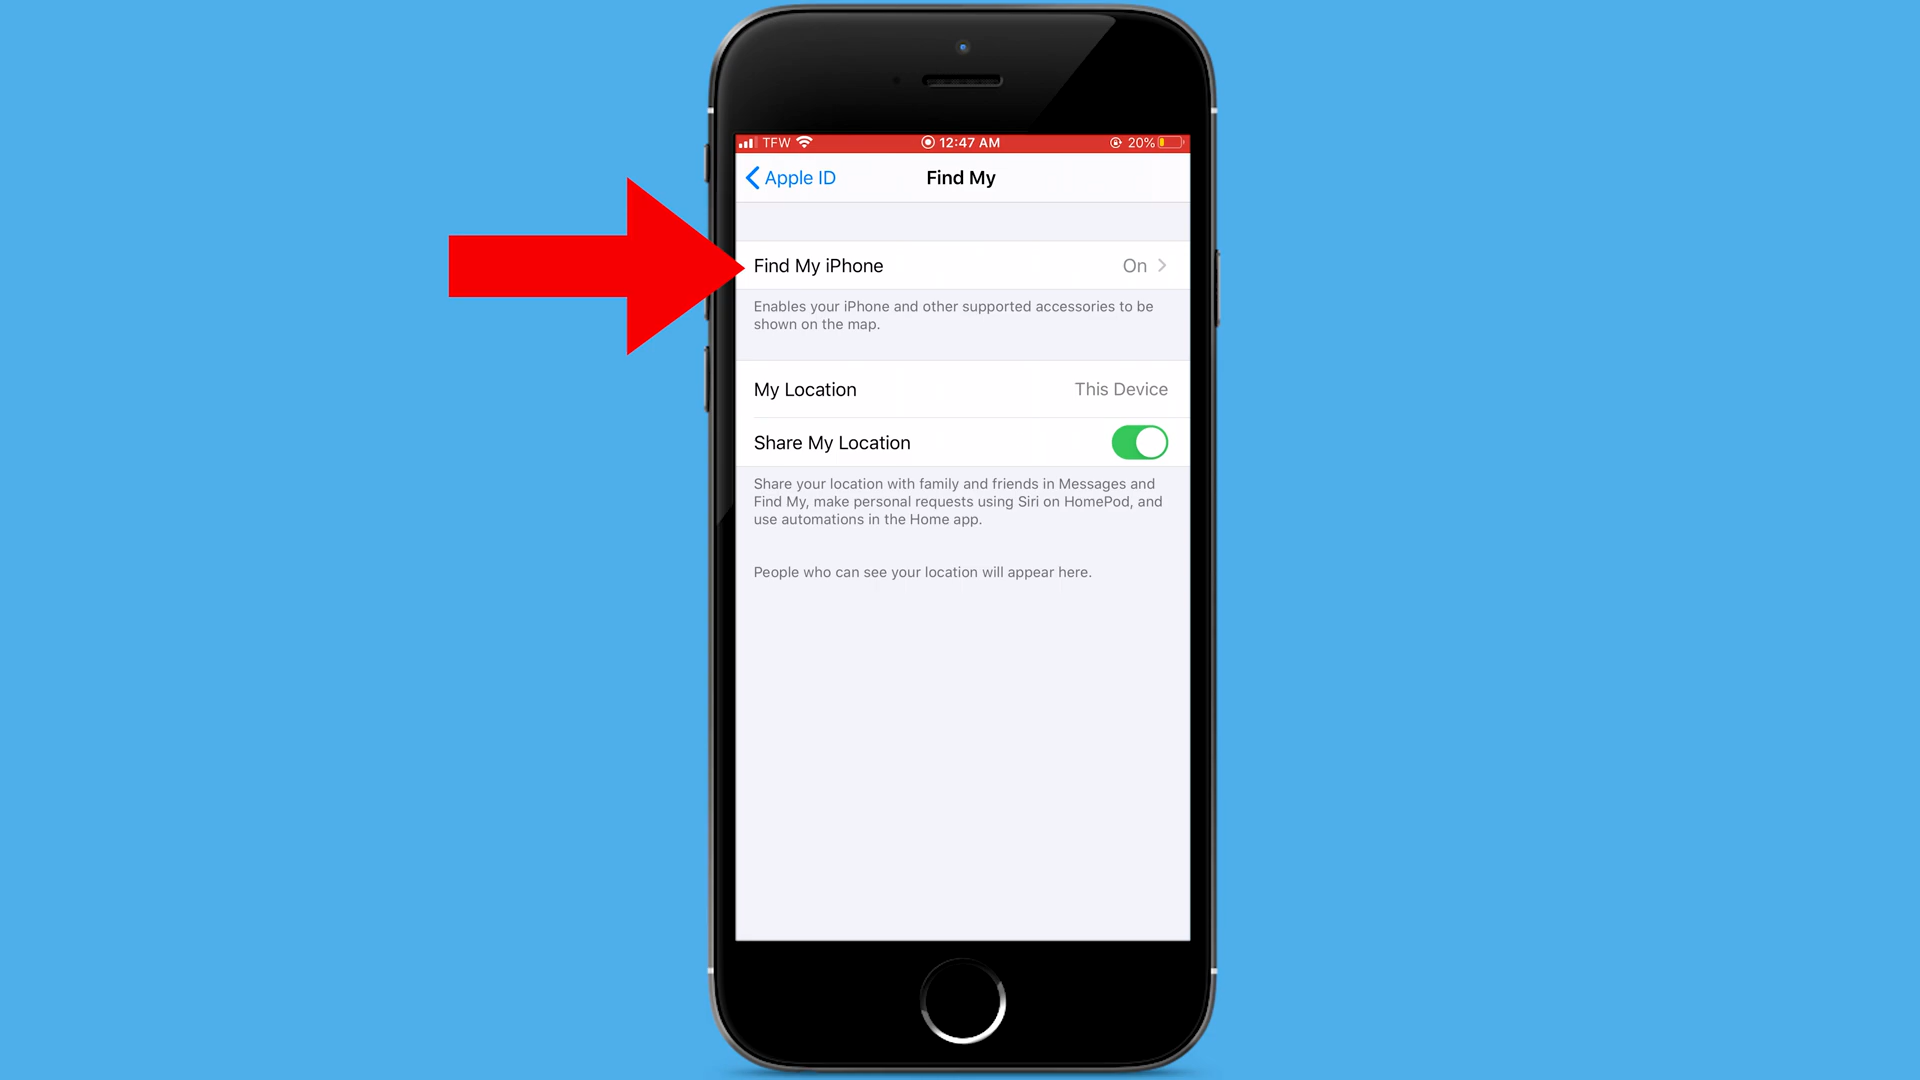 TFW 12:47 AM 20%
Apple ID Find My
Find My iPhone On
Enables your iPhone and other supported accessories to be
shown on the map.
My Location This Device
Share My Location
Share your location with family and friends in Messages and
Find My, make personal requests using Siri on HomePod, and
use automations in the Home app.
People who can see your location will appear here.